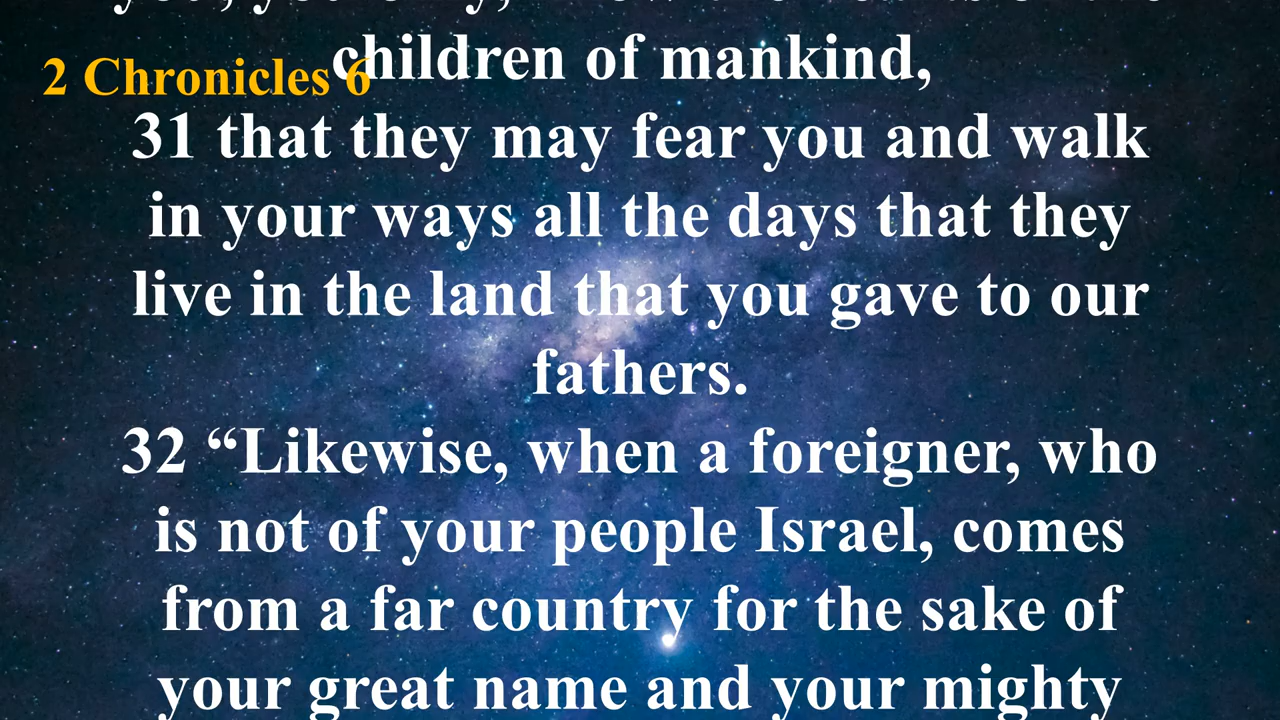 children of mankind,
2 Chronicles 6
31 that they may fear you and walk
in your ways all the days that they
live in the land that you gave to our
fathers.
32 “Likewise, when a foreigner, who
is not of your people Israel, comes
from a far country for the sake of
your great name and your mighty